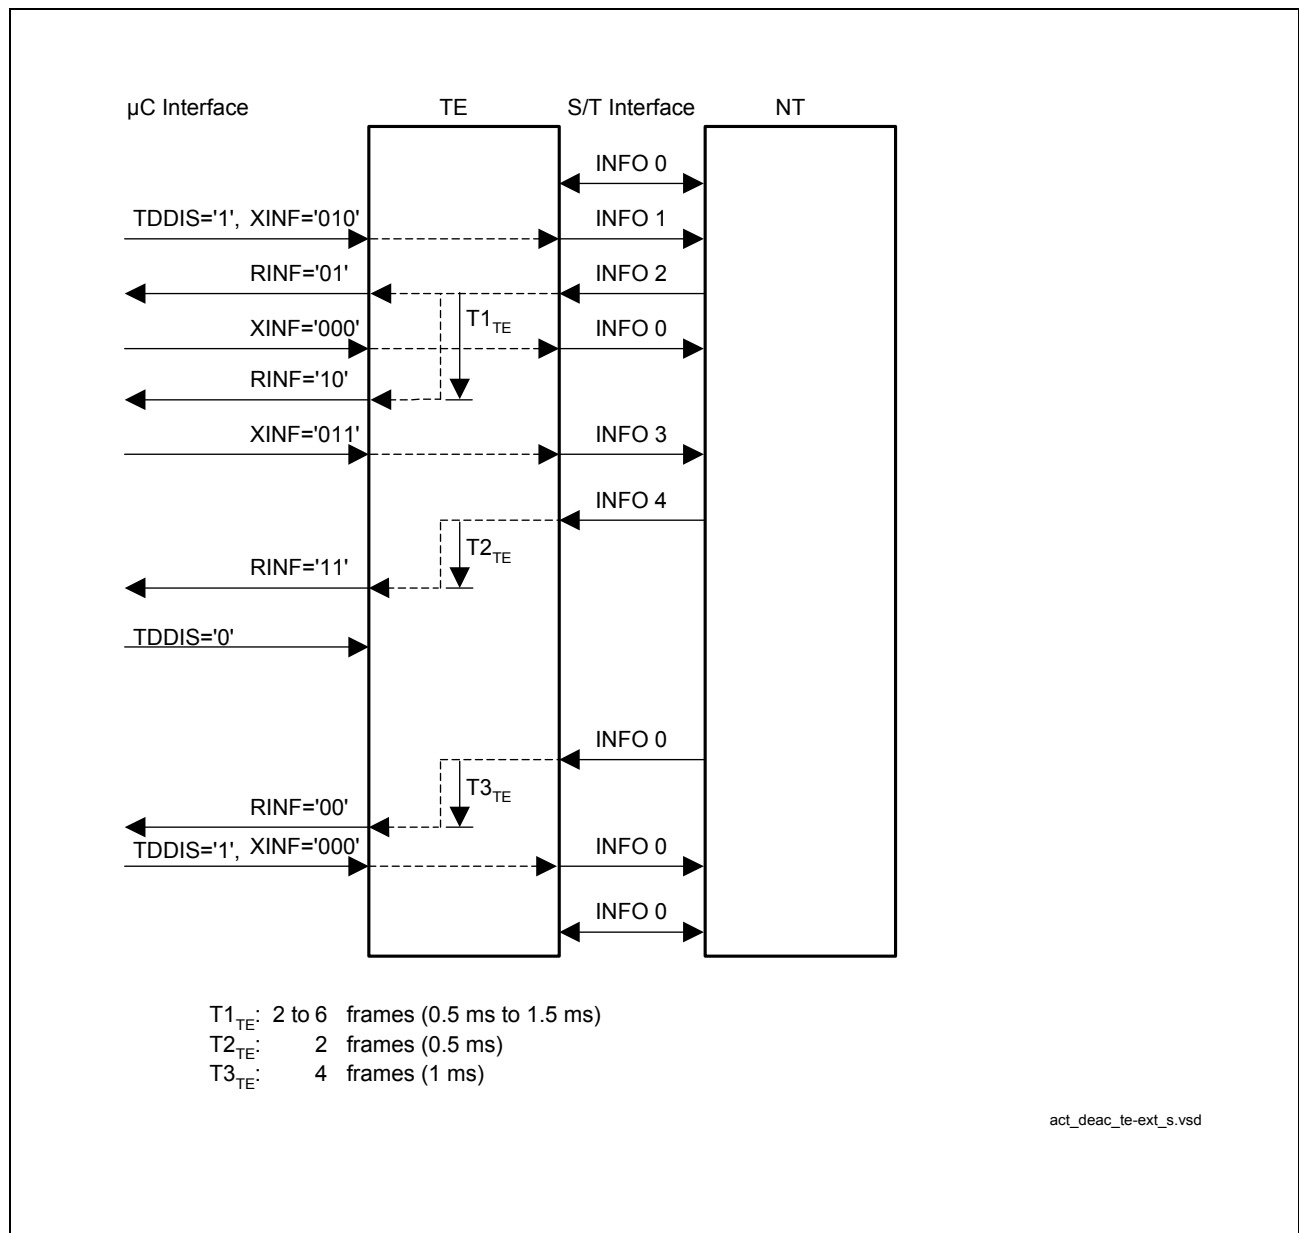 µC Interface TE S/T Interface NT
INFO 0
TDDIS='1', XINF='010' INFO 1
RINF='01' INFO 2
T1TE
XINF='000' INFO 0
RINF='10'
XINF='011' INFO 3
INFO 4
T2TE
RINF='11'
TDDIS='0'
INFO 0
T3TE
RINF='00'
TDDIS='1', XINF='000' INFO 0
INFO 0
T1TE: 2 to 6 frames (0.5 ms to 1.5 ms)
T2TE: 2 frames (0.5 ms)
T3TE: 4 frames (1 ms)
act_deac_te-ext_s.vsd